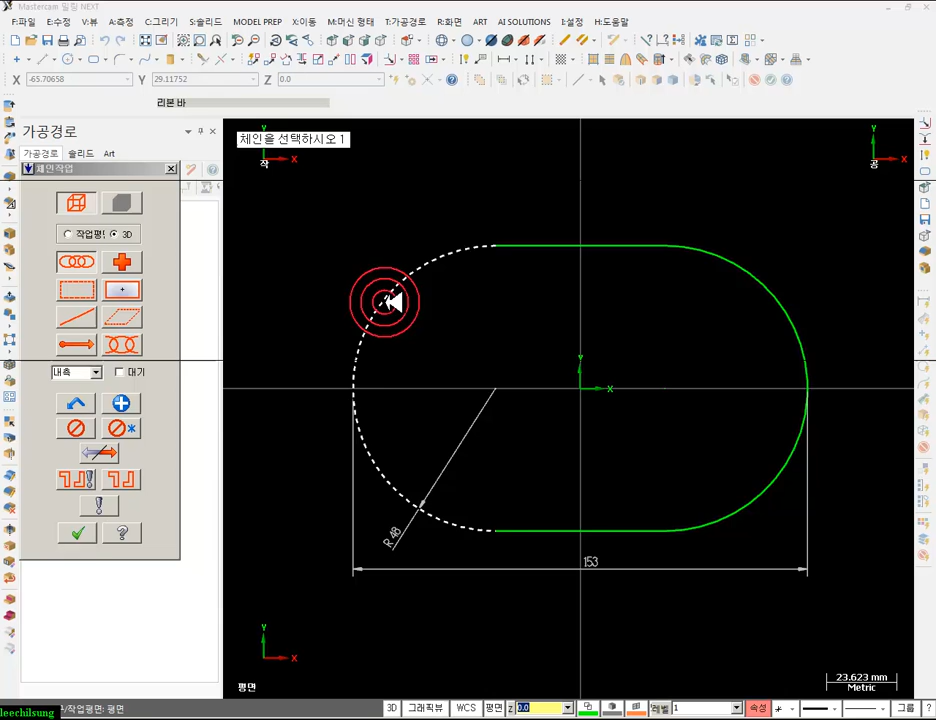 Mastercam 밀링 NEXT
F:파일 E:수정 V:뷰 A:측정 C:그리기 S:솔리드 MODEL PREP X:이동 M:머신 형태 T:가공경로 R:화면 ART AI SOLUTIONS I:설정 H:도움말
X -65.70658 Y 29.11752 Z 0.0
리본 바
가공경로
가공경로 솔리드 Art
체인작업
작업평면 3D
내측 대기
체인을 선택하시오 1
Y
X
작
Y
X
공
Y
X
R 48
153
Y
X
평면
23.623 mm
Metric
leechilsung
/작업평면: 평면
3D 그래픽뷰 WCS 평면 Z 0.0 레벨 1 속성 그룹 ?